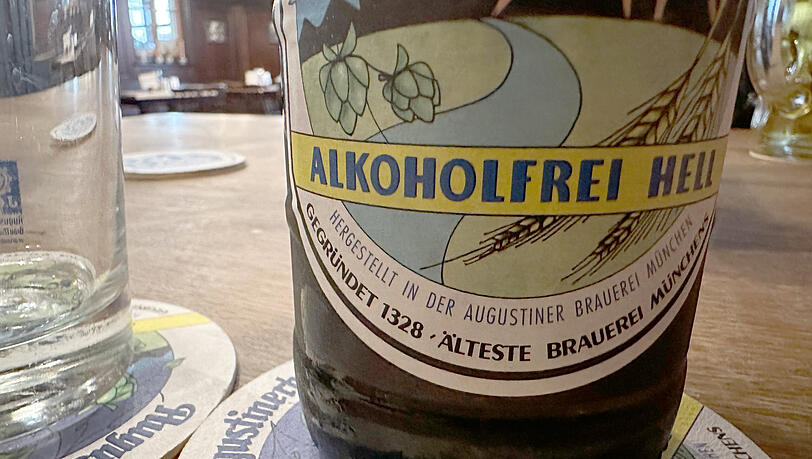 ALKOHOLFREI HELL
HERGESTELLT IN DER AUGUSTINER BRAUEREI MÜNCHEN
GEGRÜNDET 1328 · ÄLTESTE BRAUEREI MÜNCHENS